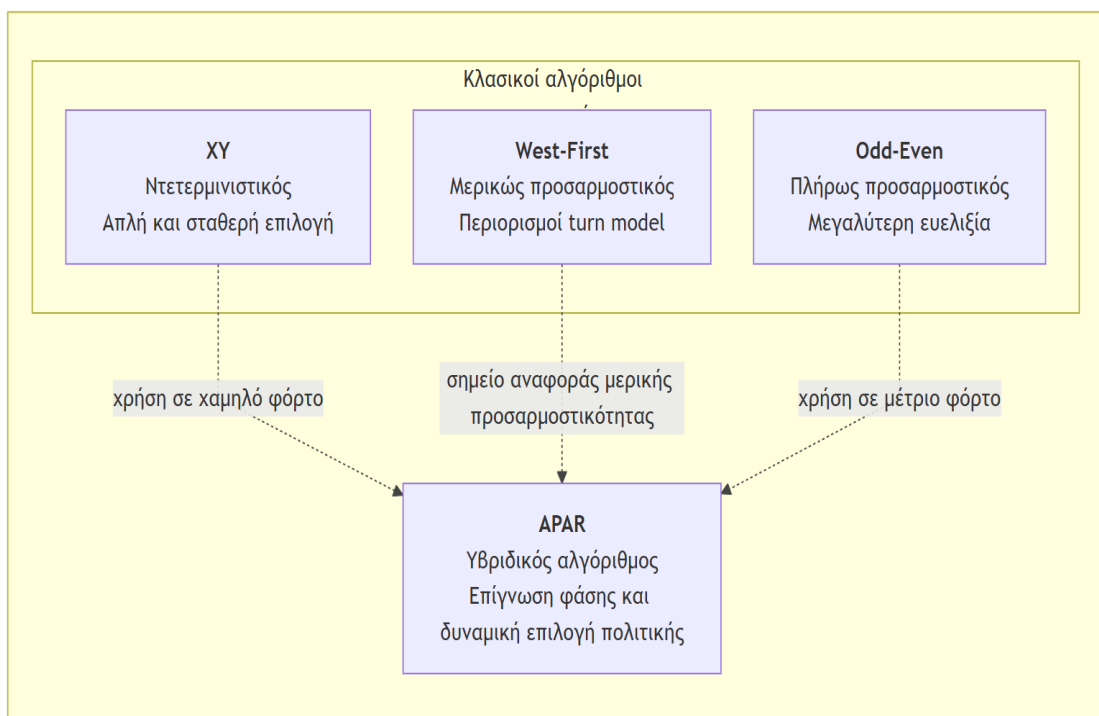 Κλασικοί αλγόριθμοι
XY
Ντετερμινιστικός
Απλή και σταθερή επιλογή
West-First
Μερικώς προσαρμοστικός
Περιορισμοί turn model
Odd-Even
Πλήρως προσαρμοστικός
Μεγαλύτερη ευελιξία
χρήση σε χαμηλό φόρτο
σημείο αναφοράς μερικής
προσαρμοστικότητας
χρήση σε μέτριο φόρτο
APAR
Υβριδικός αλγόριθμος
Επίγνωση φάσης και
δυναμική επιλογή πολιτικής